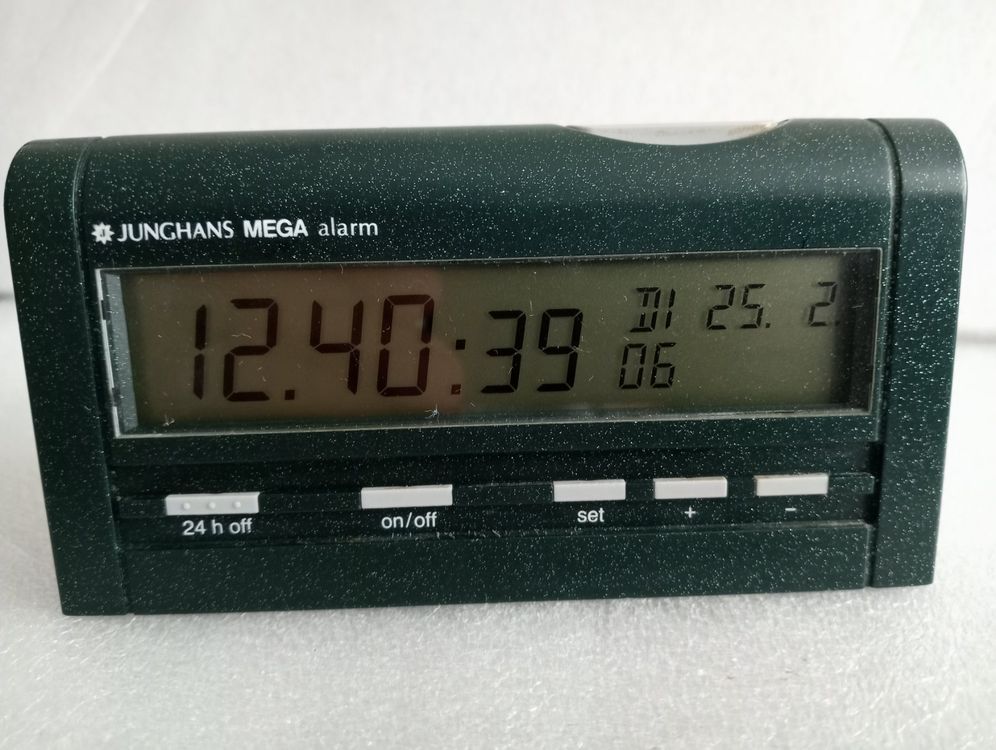 JUNGHANS MEGA alarm
12.40:39 DI 25. 2.
06
24 h off on/off set + -